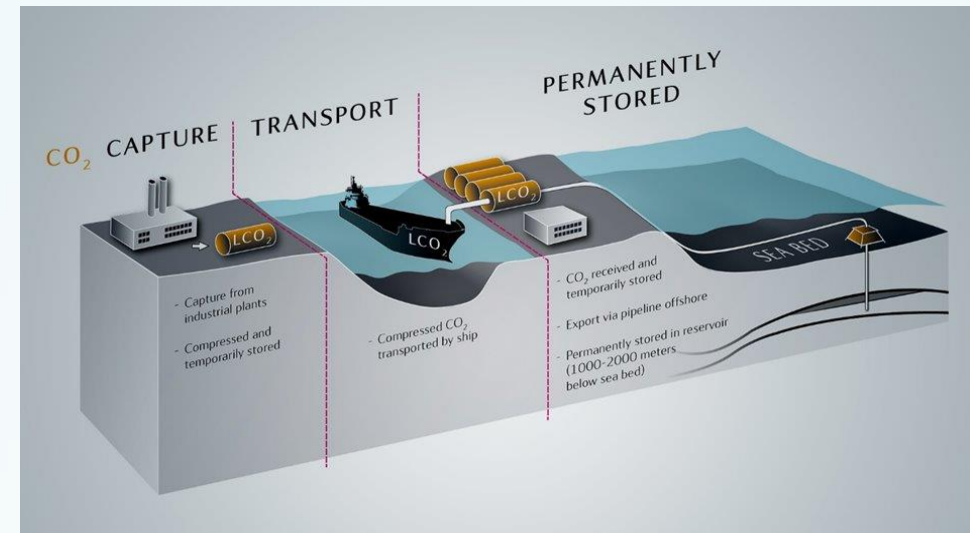 CO₂ CAPTURE
TRANSPORT
PERMANENTLY
STORED
LCO₂
LCO₂
LCO₂
SEA BED
- Capture from
industrial plants
- Compressed and
temporarily stored
- Compressed CO₂
transported by ship
- CO₂ received and
temporarily stored
- Export via pipeline offshore
- Permanently stored in reservoir
(1000-2000 meters
below sea bed)